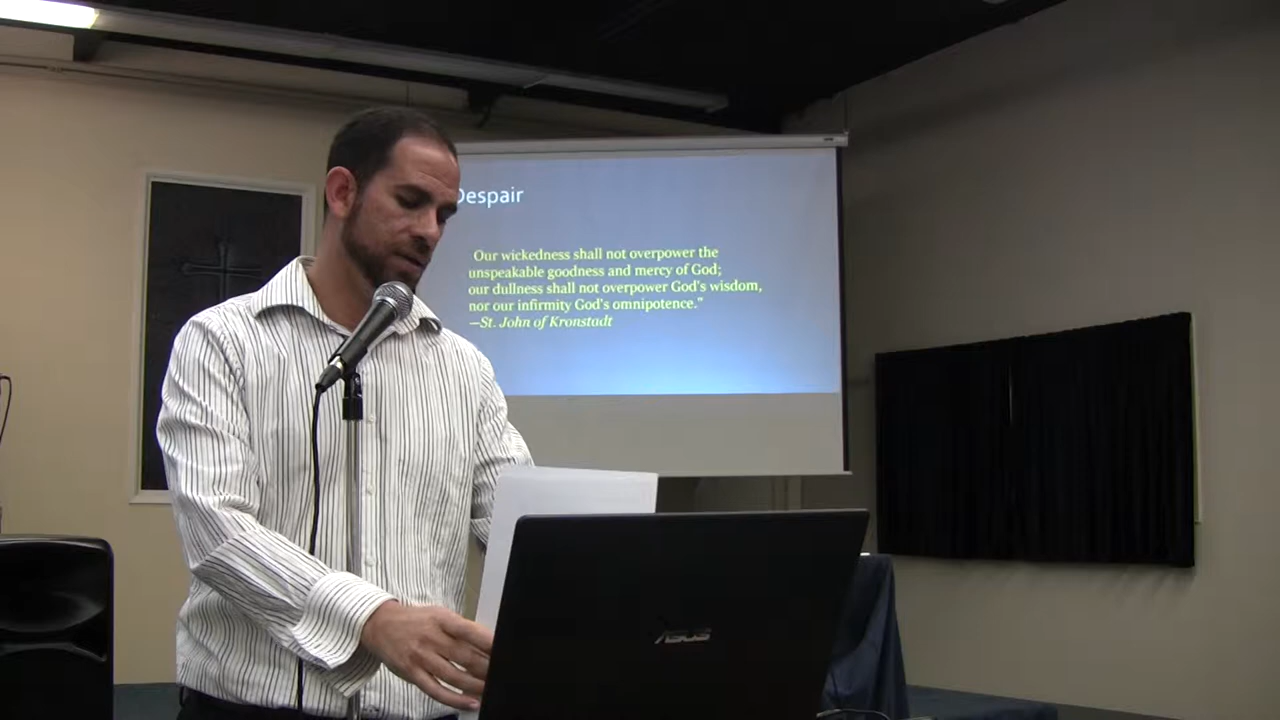 Despair
Our wickedness shall not overpower the
unspeakable goodness and mercy of God;
our dullness shall not overpower God's wisdom,
nor our infirmity God's omnipotence."
—St. John of Kronstadt
ASUS